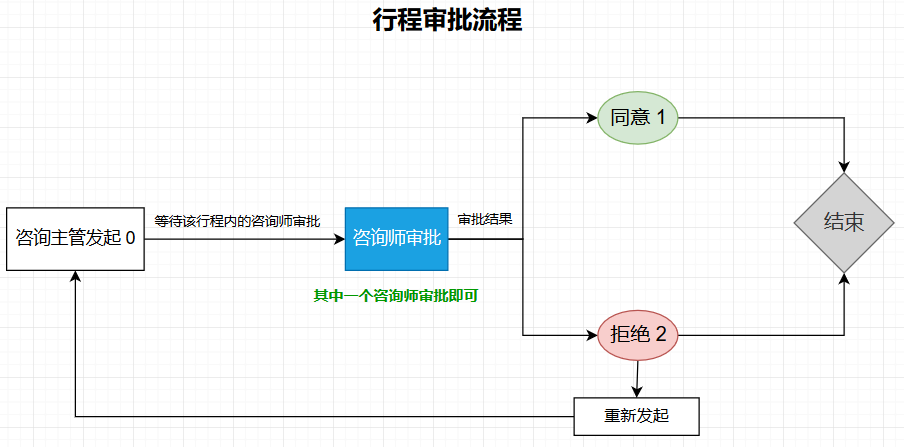 行程审批流程
同意 1
等待该行程内的咨询师审批
审批结果
咨询主管发起 0
咨询师审批
结束
其中一个咨询师审批即可
拒绝 2
重新发起